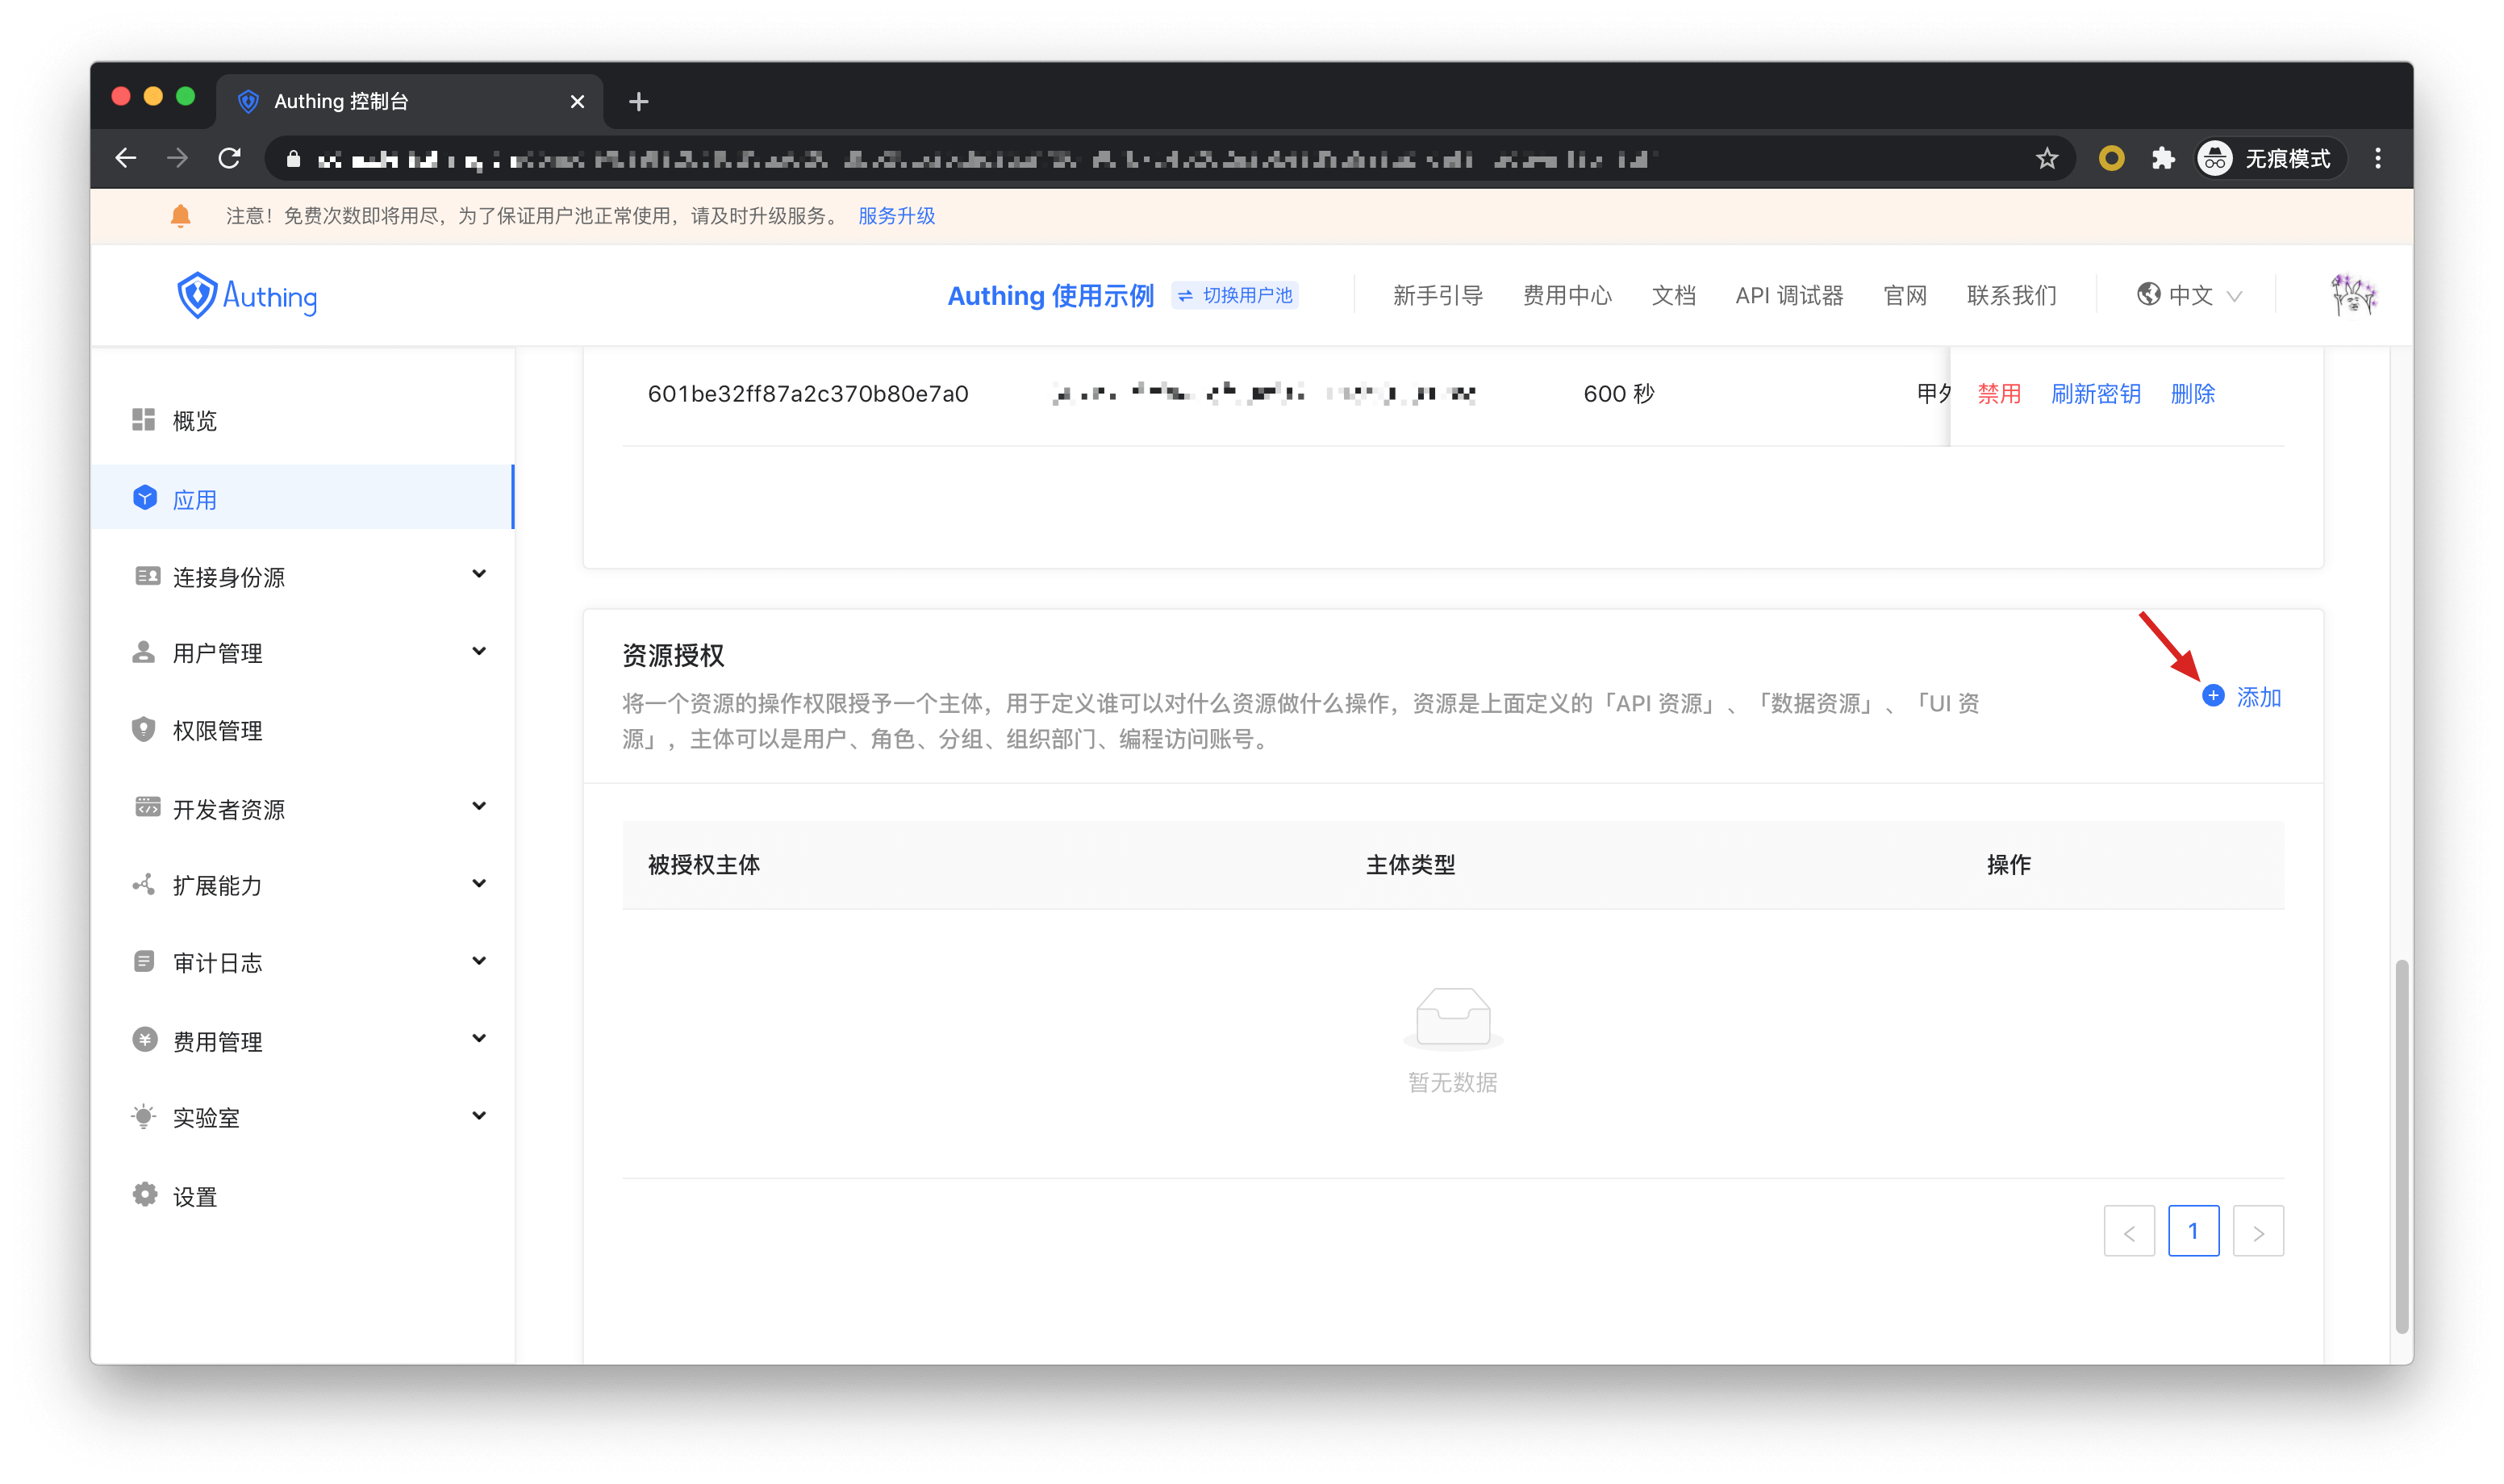 Authing 控制台
无痕模式
注意！免费次数即将用尽，为了保证用户池正常使用，请及时升级服务。 服务升级
Authing
Authing 使用示例 切换用户池 新手引导 费用中心 文档 API 调试器 官网 联系我们 中文
概览
应用
连接身份源
用户管理
权限管理
开发者资源
扩展能力
审计日志
费用管理
实验室
设置
601be32ff87a2c370b80e7a0 600 秒 甲 禁用 刷新密钥 删除
资源授权
将一个资源的操作权限授予一个主体，用于定义谁可以对什么资源做什么操作，资源是上面定义的「API 资源」、「数据资源」、「UI 资
源」，主体可以是用户、角色、分组、组织部门、编程访问账号。
添加
被授权主体 主体类型 操作
暂无数据
1